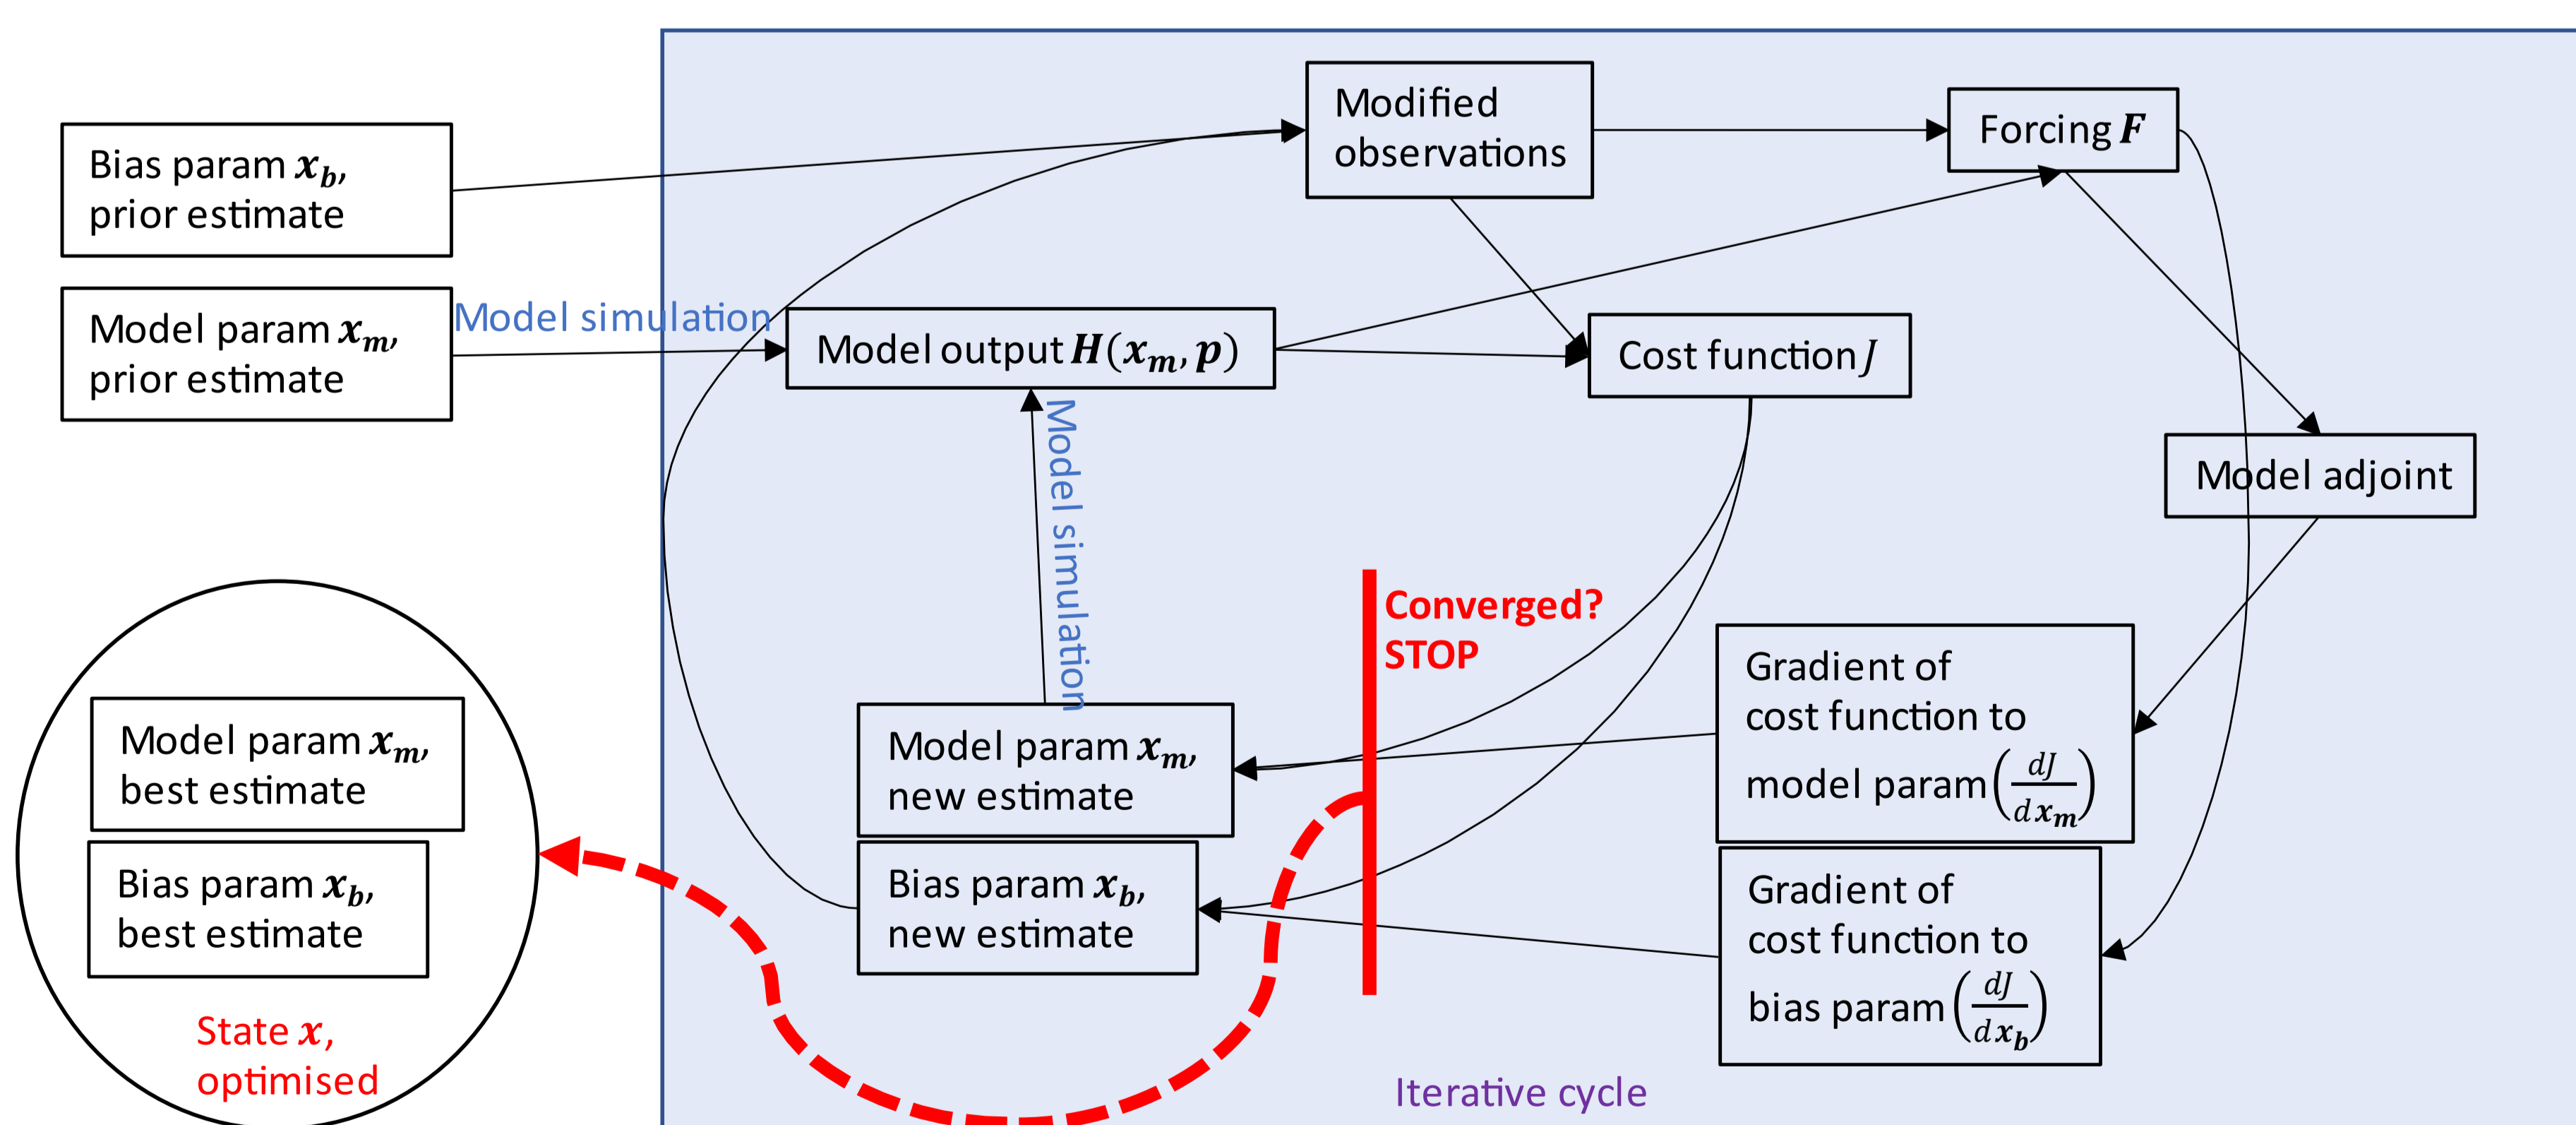 Bias param x_b,
prior estimate
Model param x_m,
prior estimate
Model simulation
Modified
observations
Forcing F
Model output H(x_m, p)
Cost function J
Model adjoint
Model simulation
Converged?
STOP
Gradient of
cost function to
model param (dJ/dx_m)
Gradient of
cost function to
bias param (dJ/dx_b)
Model param x_m,
new estimate
Bias param x_b,
new estimate
Model param x_m,
best estimate
Bias param x_b,
best estimate
State x,
optimised
Iterative cycle